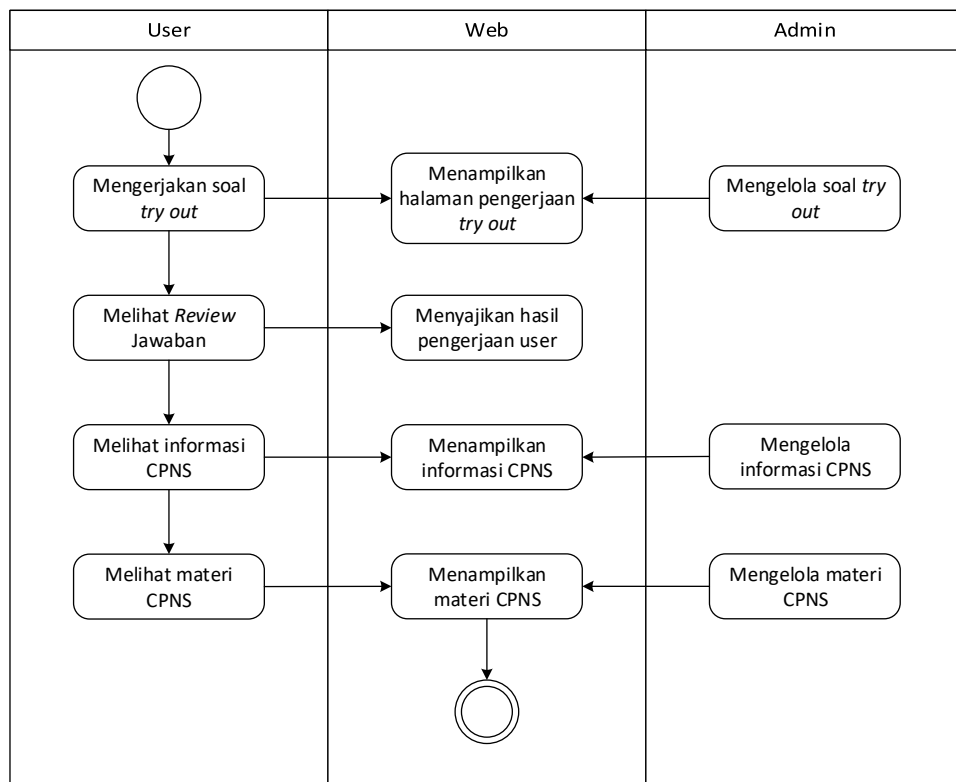 User
Web
Admin
Mengerjakan soal
try out
Menampilkan
halaman pengerjaan
try out
Mengelola soal try
out
Melihat Review
Jawaban
Menyajikan hasil
pengerjaan user
Melihat informasi
CPNS
Menampilkan
informasi CPNS
Mengelola
informasi CPNS
Melihat materi
CPNS
Menampilkan
materi CPNS
Mengelola materi
CPNS